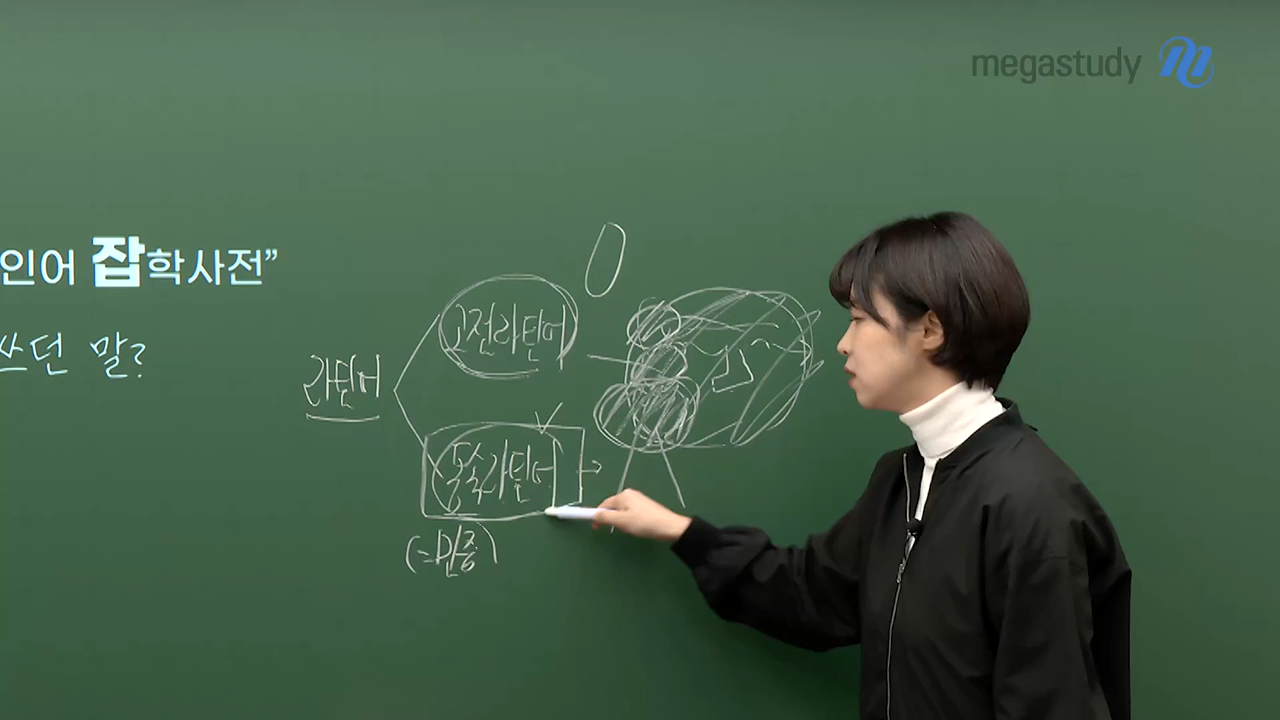 megastudy
인어 잡학사전”
쓰던 말?
라틴어
고전라틴어
통속라틴어
(=민중)